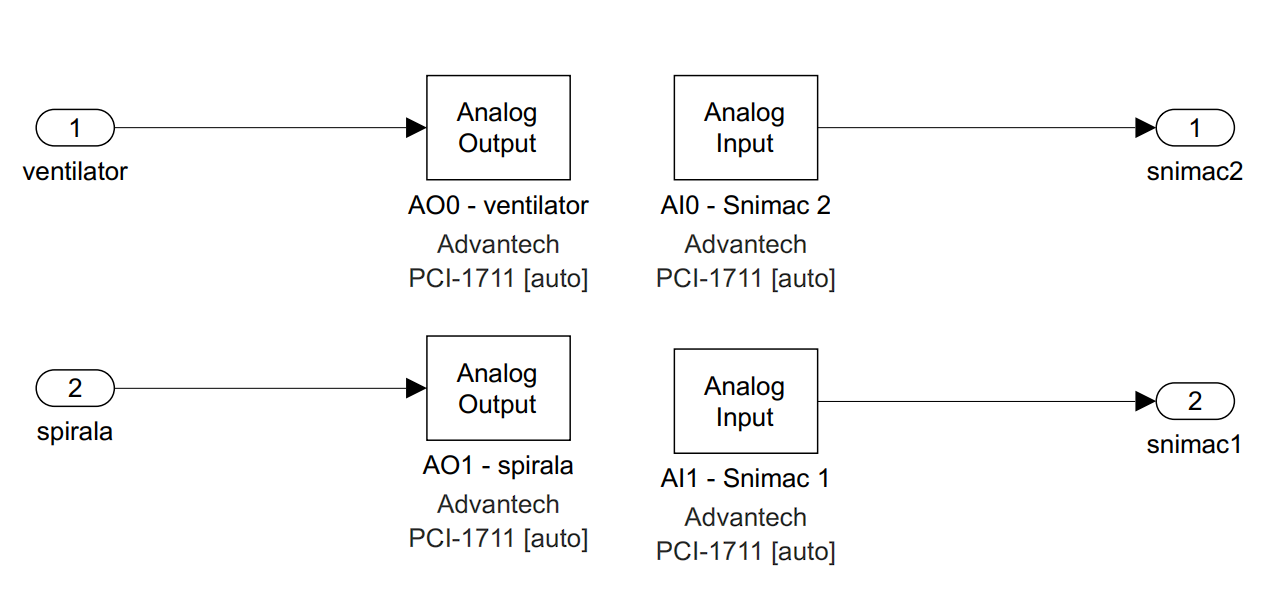 1
ventilator
Analog
Output
AO0 - ventilator
Advantech
PCI-1711 [auto]
Analog
Input
AI0 - Snimac 2
Advantech
PCI-1711 [auto]
1
snimac2
2
spirala
Analog
Output
AO1 - spirala
Advantech
PCI-1711 [auto]
Analog
Input
AI1 - Snimac 1
Advantech
PCI-1711 [auto]
2
snimac1